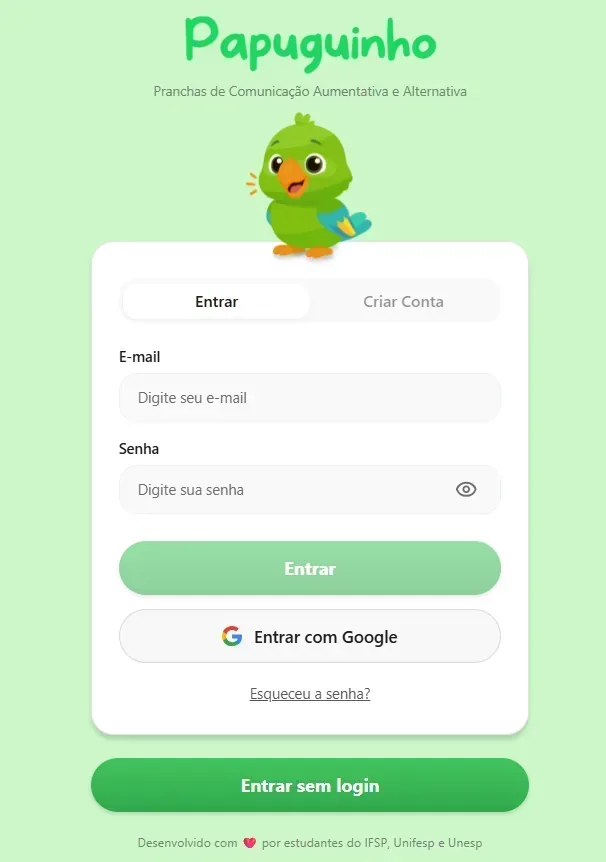 Papuguinho
Pranchas de Comunicação Aumentativa e Alternativa
Entrar
Criar Conta
E-mail
Digite seu e-mail
Senha
Digite sua senha
Entrar
Entrar com Google
Esqueceu a senha?
Entrar sem login
Desenvolvido com ❤️ por estudantes do IFSP, Unifesp e Unesp